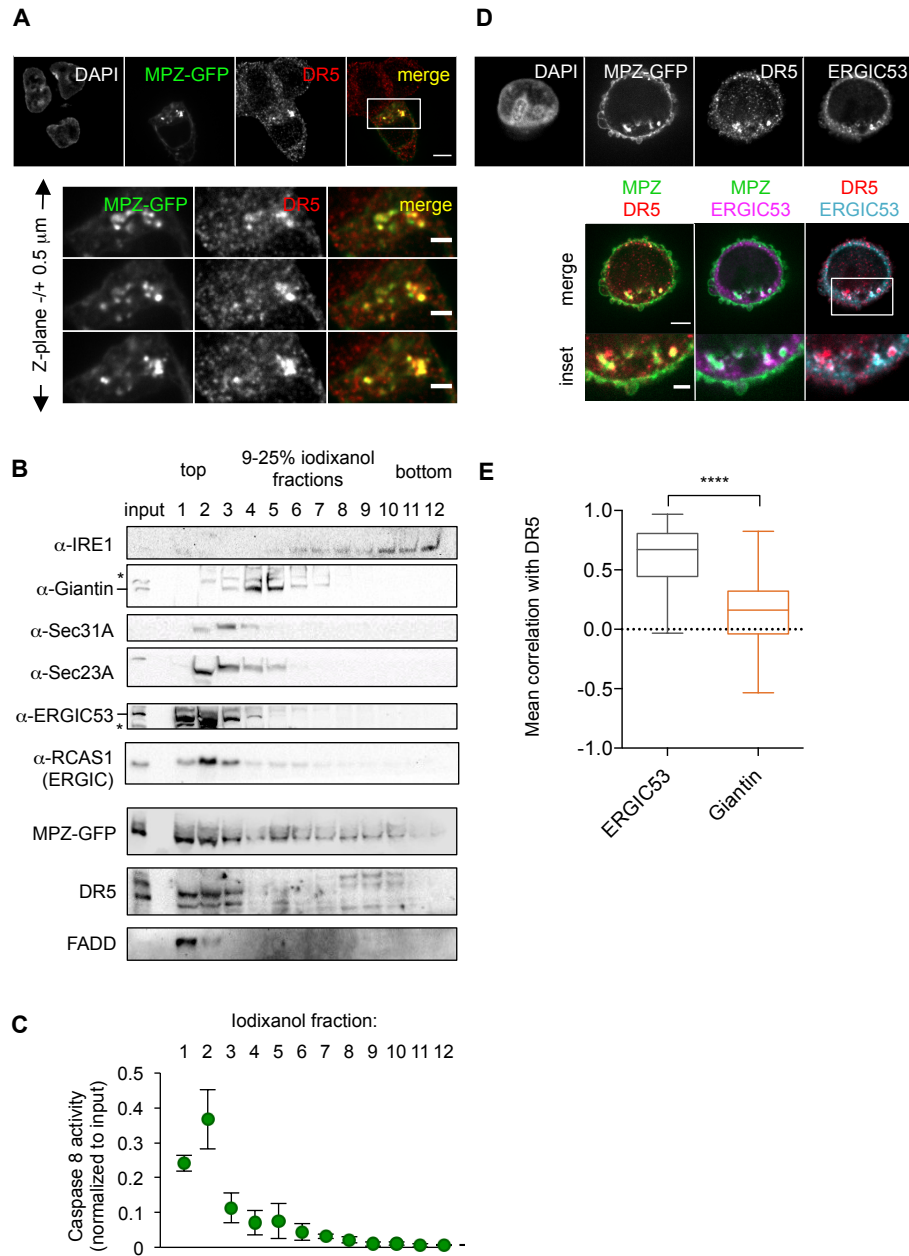 A
DAPI MPZ-GFP DR5 merge
Z-plane -/+ 0.5 μm
MPZ-GFP DR5 merge
B
top 9-25% iodixanol fractions bottom
input 1 2 3 4 5 6 7 8 9 10 11 12
α-IRE1
*
α-Giantin
α-Sec31A
α-Sec23A
α-ERGIC53
*
α-RCAS1
(ERGIC)
MPZ-GFP
DR5
FADD
C
Iodixanol fraction:
1 2 3 4 5 6 7 8 9 10 11 12
Caspase 8 activity
(normalized to input)
0.5
0.4
0.3
0.2
0.1
0
D
DAPI MPZ-GFP DR5 ERGIC53
MPZ MPZ DR5
DR5 ERGIC53 ERGIC53
merge
inset
E
****
Mean correlation with DR5
1.0
0.5
0.0
-0.5
-1.0
ERGIC53
Giantin